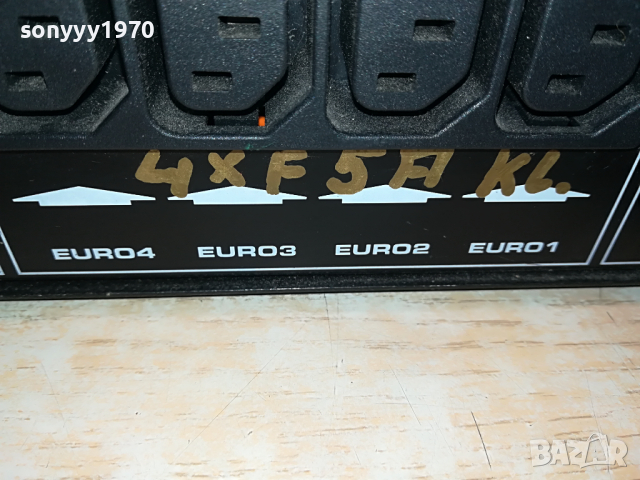 sonyyy1970
4XF5A KL.
EURO4 EURO3 EURO2 EURO1
BAZAR